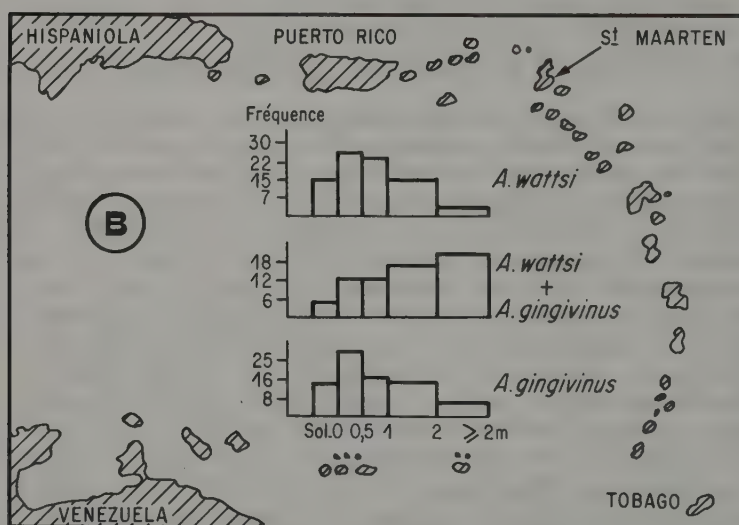 HISPANIOLA
PUERTO RICO
St MAARTEN
Fréquence
30
22
15
7
A. wattsi
B
18
12
6
A. wattsi
+
A. gingivinus
25
16
8
A. gingivinus
Sol. 0 0,5 1 2 ⩾ 2m
VENEZUELA
TOBAGO